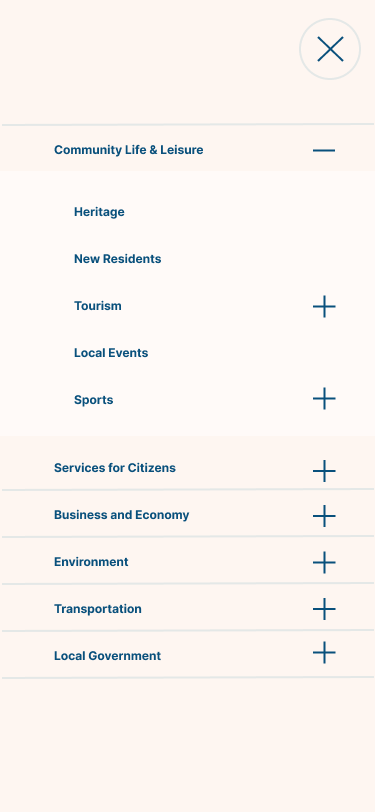 Community Life & Leisure
Heritage
New Residents
Tourism
Local Events
Sports
Services for Citizens
Business and Economy
Environment
Transportation
Local Government